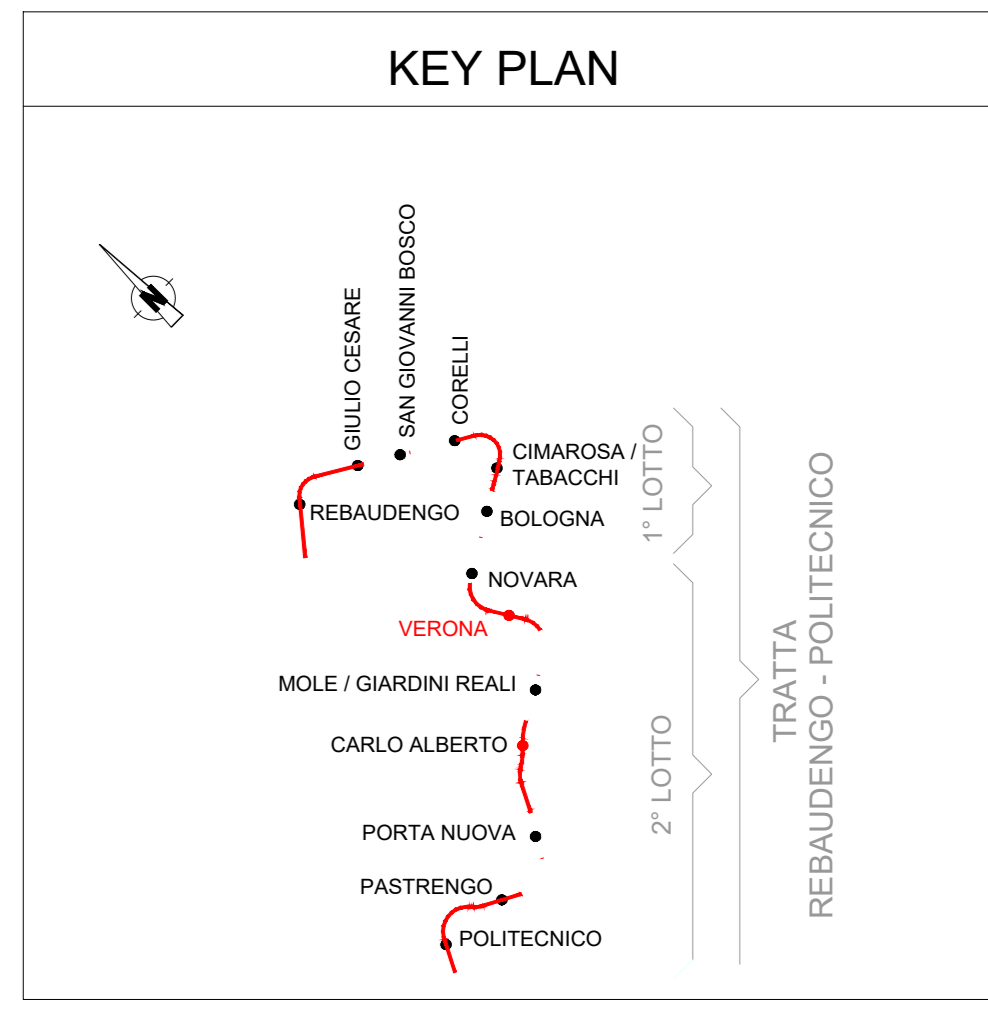 KEY PLAN
N
GIULIO CESARE
SAN GIOVANNI BOSCO
CORELLI
CIMAROSA /
TABACCHI
REBAUDENGO
BOLOGNA
NOVARA
VERONA
MOLE / GIARDINI REALI
CARLO ALBERTO
PORTA NUOVA
PASTRENGO
POLITECNICO
1° LOTTO
2° LOTTO
TRATTA
REBAUDENGO - POLITECNICO